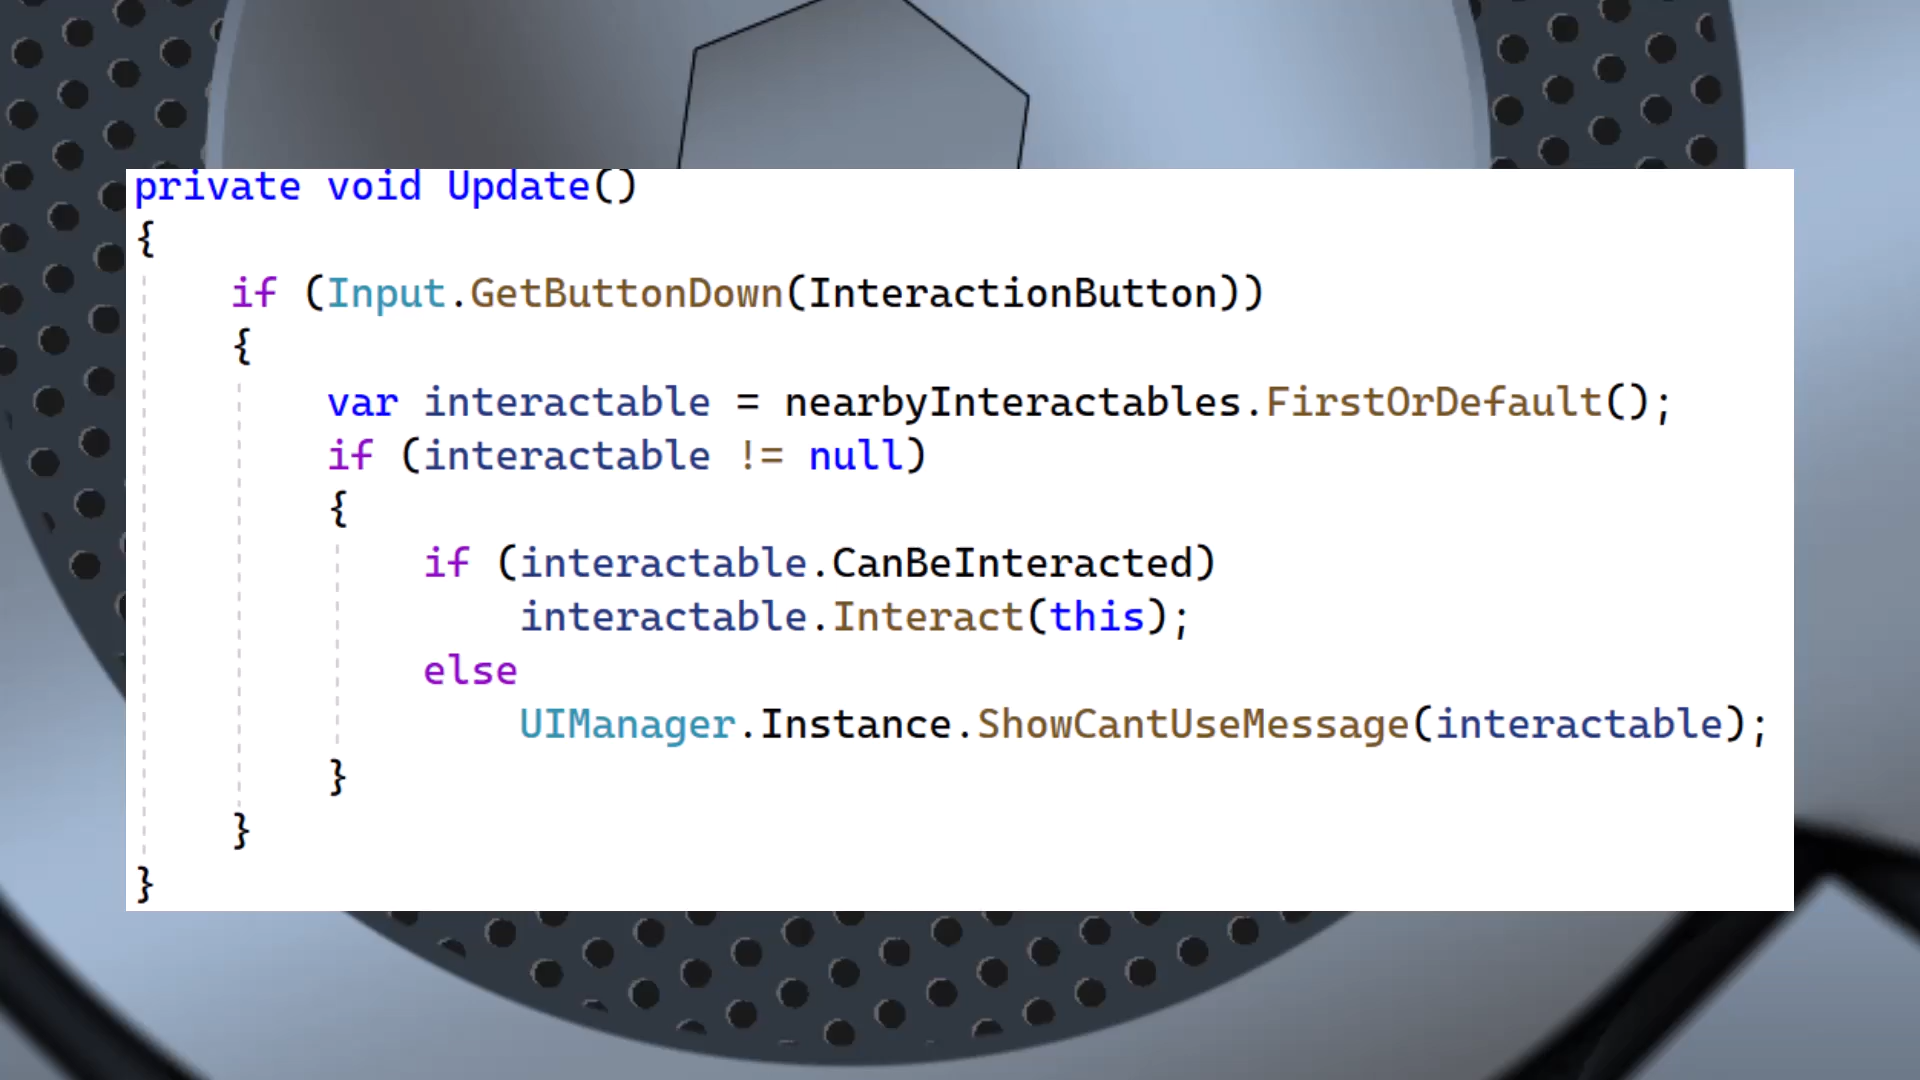 private void Update()
{
    if (Input.GetButtonDown(InteractionButton))
    {
        var interactable = nearbyInteractables.FirstOrDefault();
        if (interactable != null)
        {
            if (interactable.CanBeInteracted)
                interactable.Interact(this);
            else
                UIManager.Instance.ShowCantUseMessage(interactable);
        }
    }
}